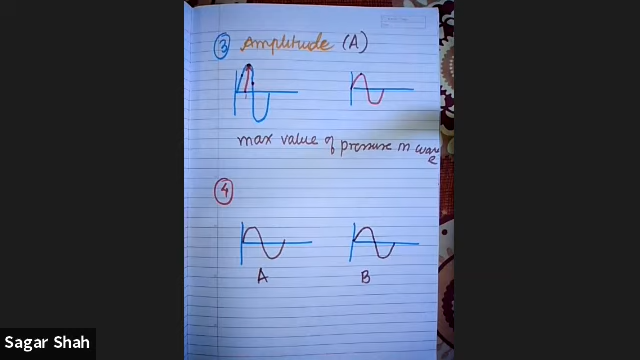 3 Amplitude (A)
max value of pressure in wave
4
A B
Sagar Shah